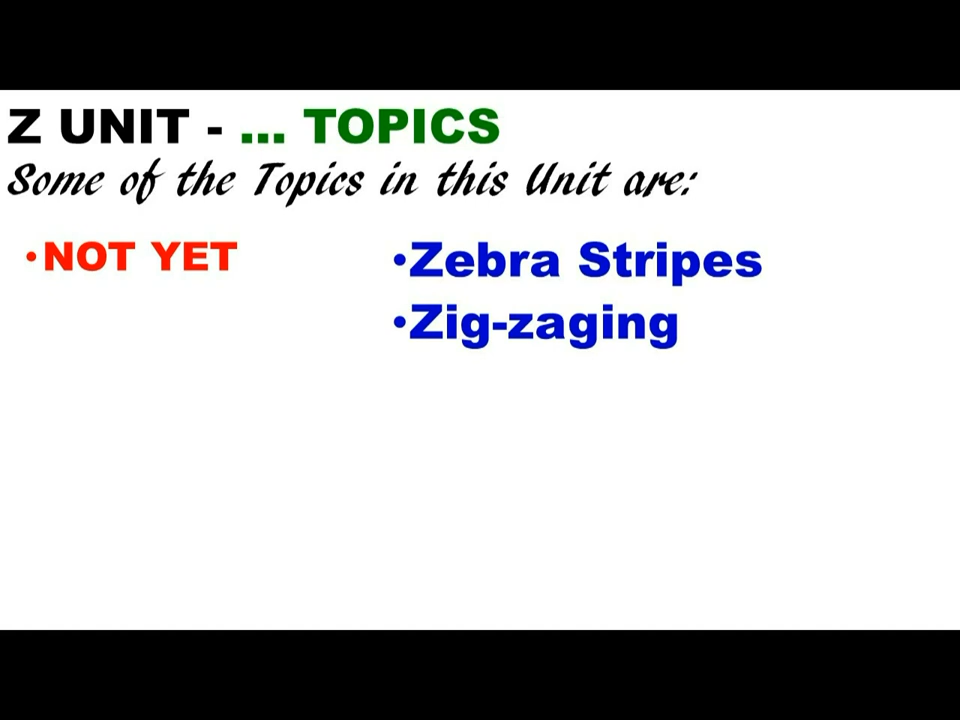 Z UNIT - ... TOPICS
Some of the Topics in this Unit are:
•NOT YET
•Zebra Stripes
•Zig-zaging